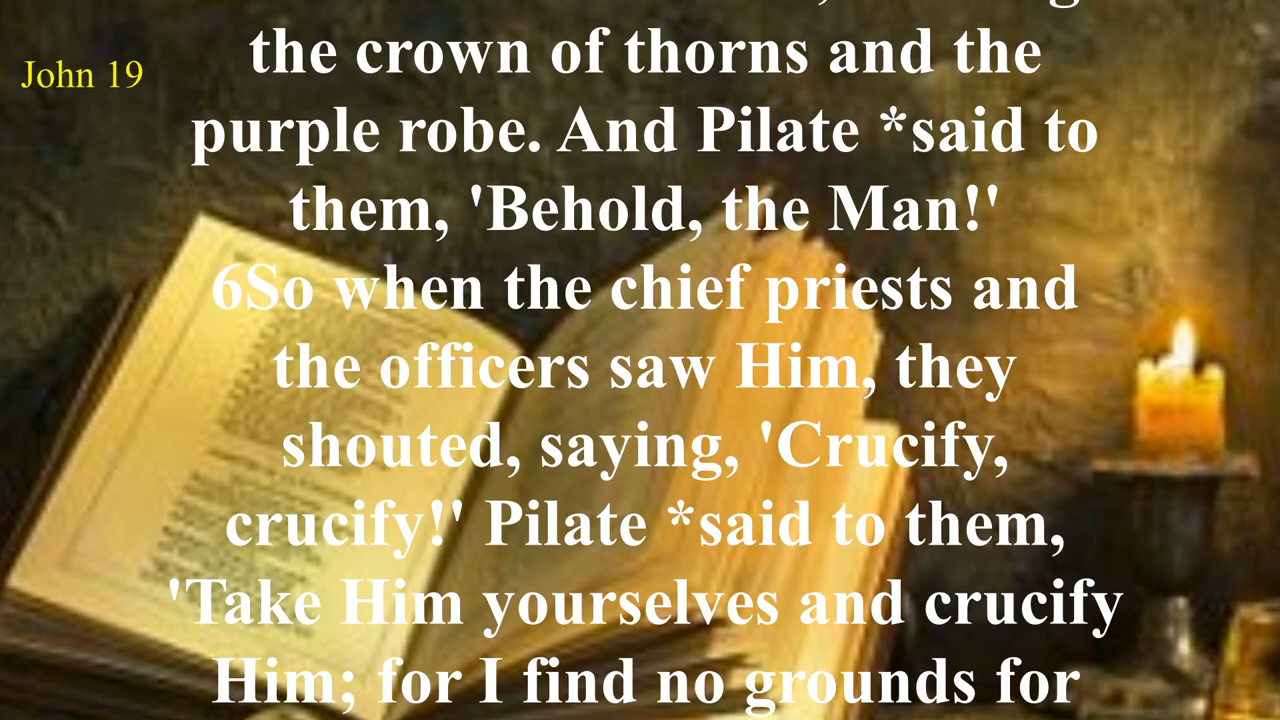 John 19
the crown of thorns and the
purple robe. And Pilate *said to
them, 'Behold, the Man!'
6So when the chief priests and
the officers saw Him, they
shouted, saying, 'Crucify,
crucify!' Pilate *said to them,
'Take Him yourselves and crucify
Him; for I find no grounds for